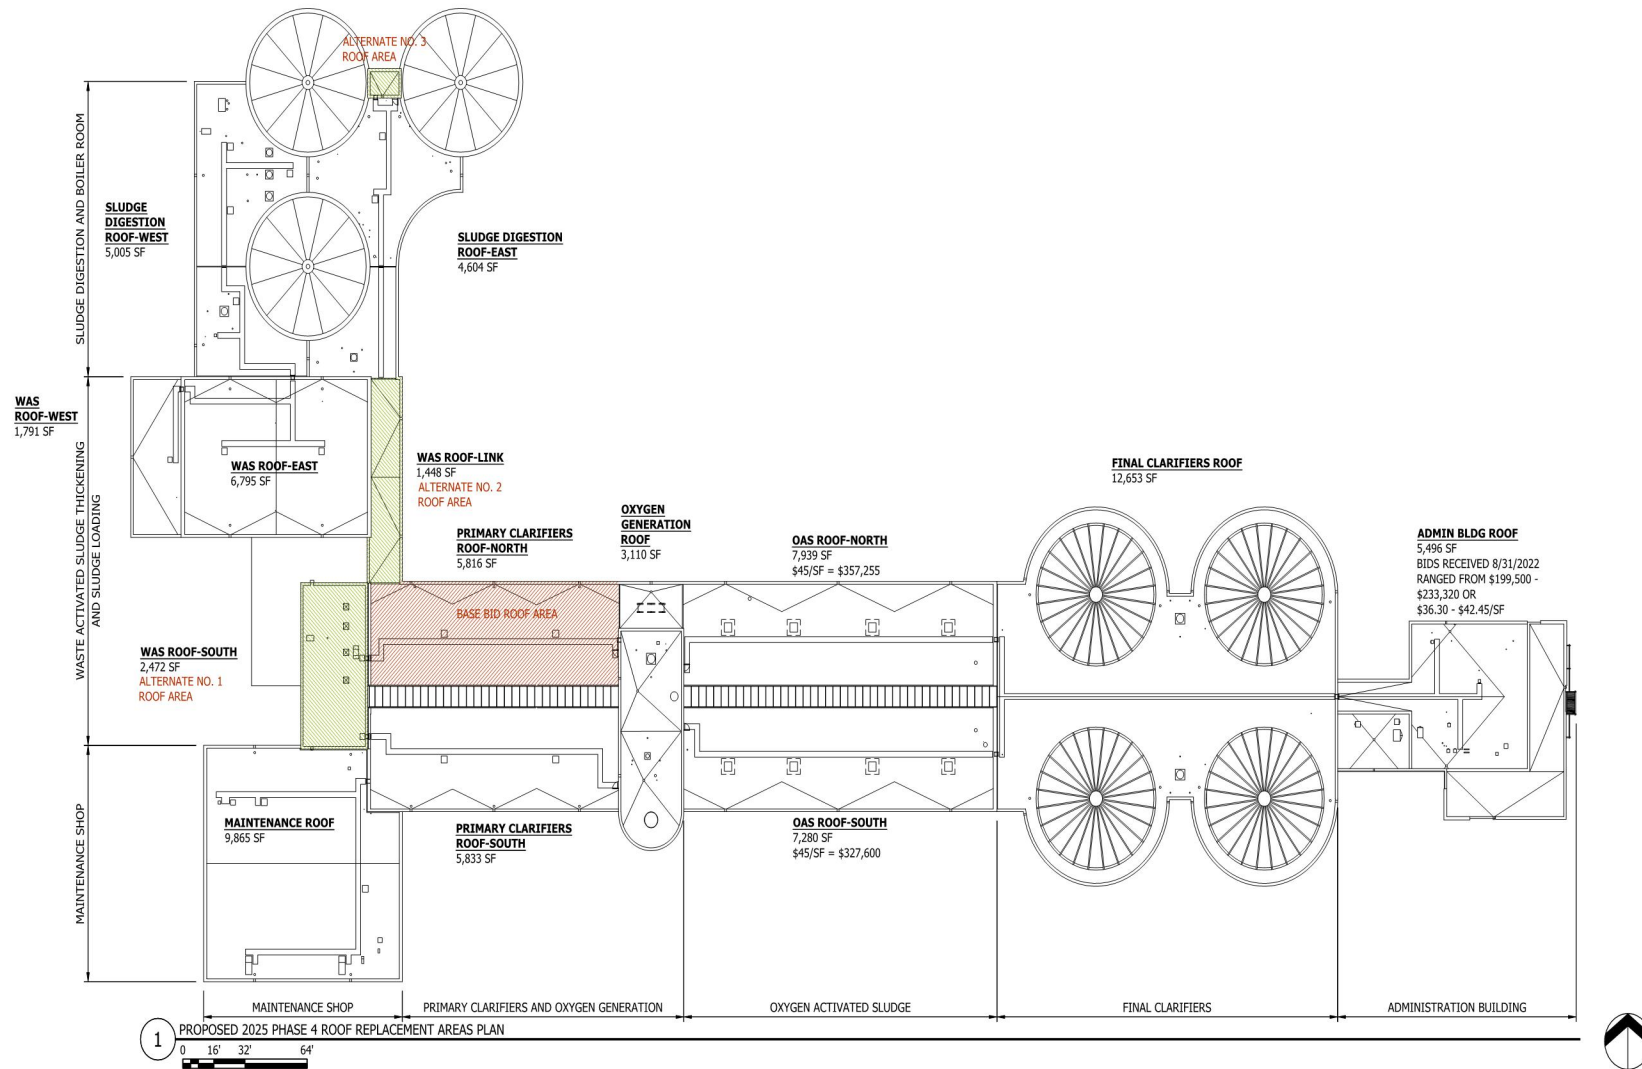 ALTERNATE NO. 3
ROOF AREA
SLUDGE DIGESTION AND BOILER ROOM
SLUDGE
DIGESTION
ROOF-WEST
5,005 SF
SLUDGE DIGESTION
ROOF-EAST
4,604 SF
WAS
ROOF-WEST
1,791 SF
WAS ROOF-EAST
6,795 SF
WAS ROOF-LINK
1,448 SF
ALTERNATE NO. 2
ROOF AREA
WASTE ACTIVATED SLUDGE THICKENING
AND SLUDGE LOADING
PRIMARY CLARIFIERS
ROOF-NORTH
5,816 SF
OXYGEN
GENERATION
ROOF
3,110 SF
OAS ROOF-NORTH
7,939 SF
$45/SF = $357,255
FINAL CLARIFIERS ROOF
12,653 SF
ADMIN BLDG ROOF
5,496 SF
BIDS RECEIVED 8/31/2022
RANGED FROM $199,500 -
$233,320 OR
$36.30 - $42.45/SF
BASE BID ROOF AREA
WAS ROOF-SOUTH
2,472 SF
ALTERNATE NO. 1
ROOF AREA
MAINTENANCE SHOP
MAINTENANCE ROOF
9,865 SF
PRIMARY CLARIFIERS
ROOF-SOUTH
5,833 SF
OAS ROOF-SOUTH
7,280 SF
$45/SF = $327,600
MAINTENANCE SHOP
PRIMARY CLARIFIERS AND OXYGEN GENERATION
OXYGEN ACTIVATED SLUDGE
FINAL CLARIFIERS
ADMINISTRATION BUILDING
1
PROPOSED 2025 PHASE 4 ROOF REPLACEMENT AREAS PLAN
0 16' 32' 64'